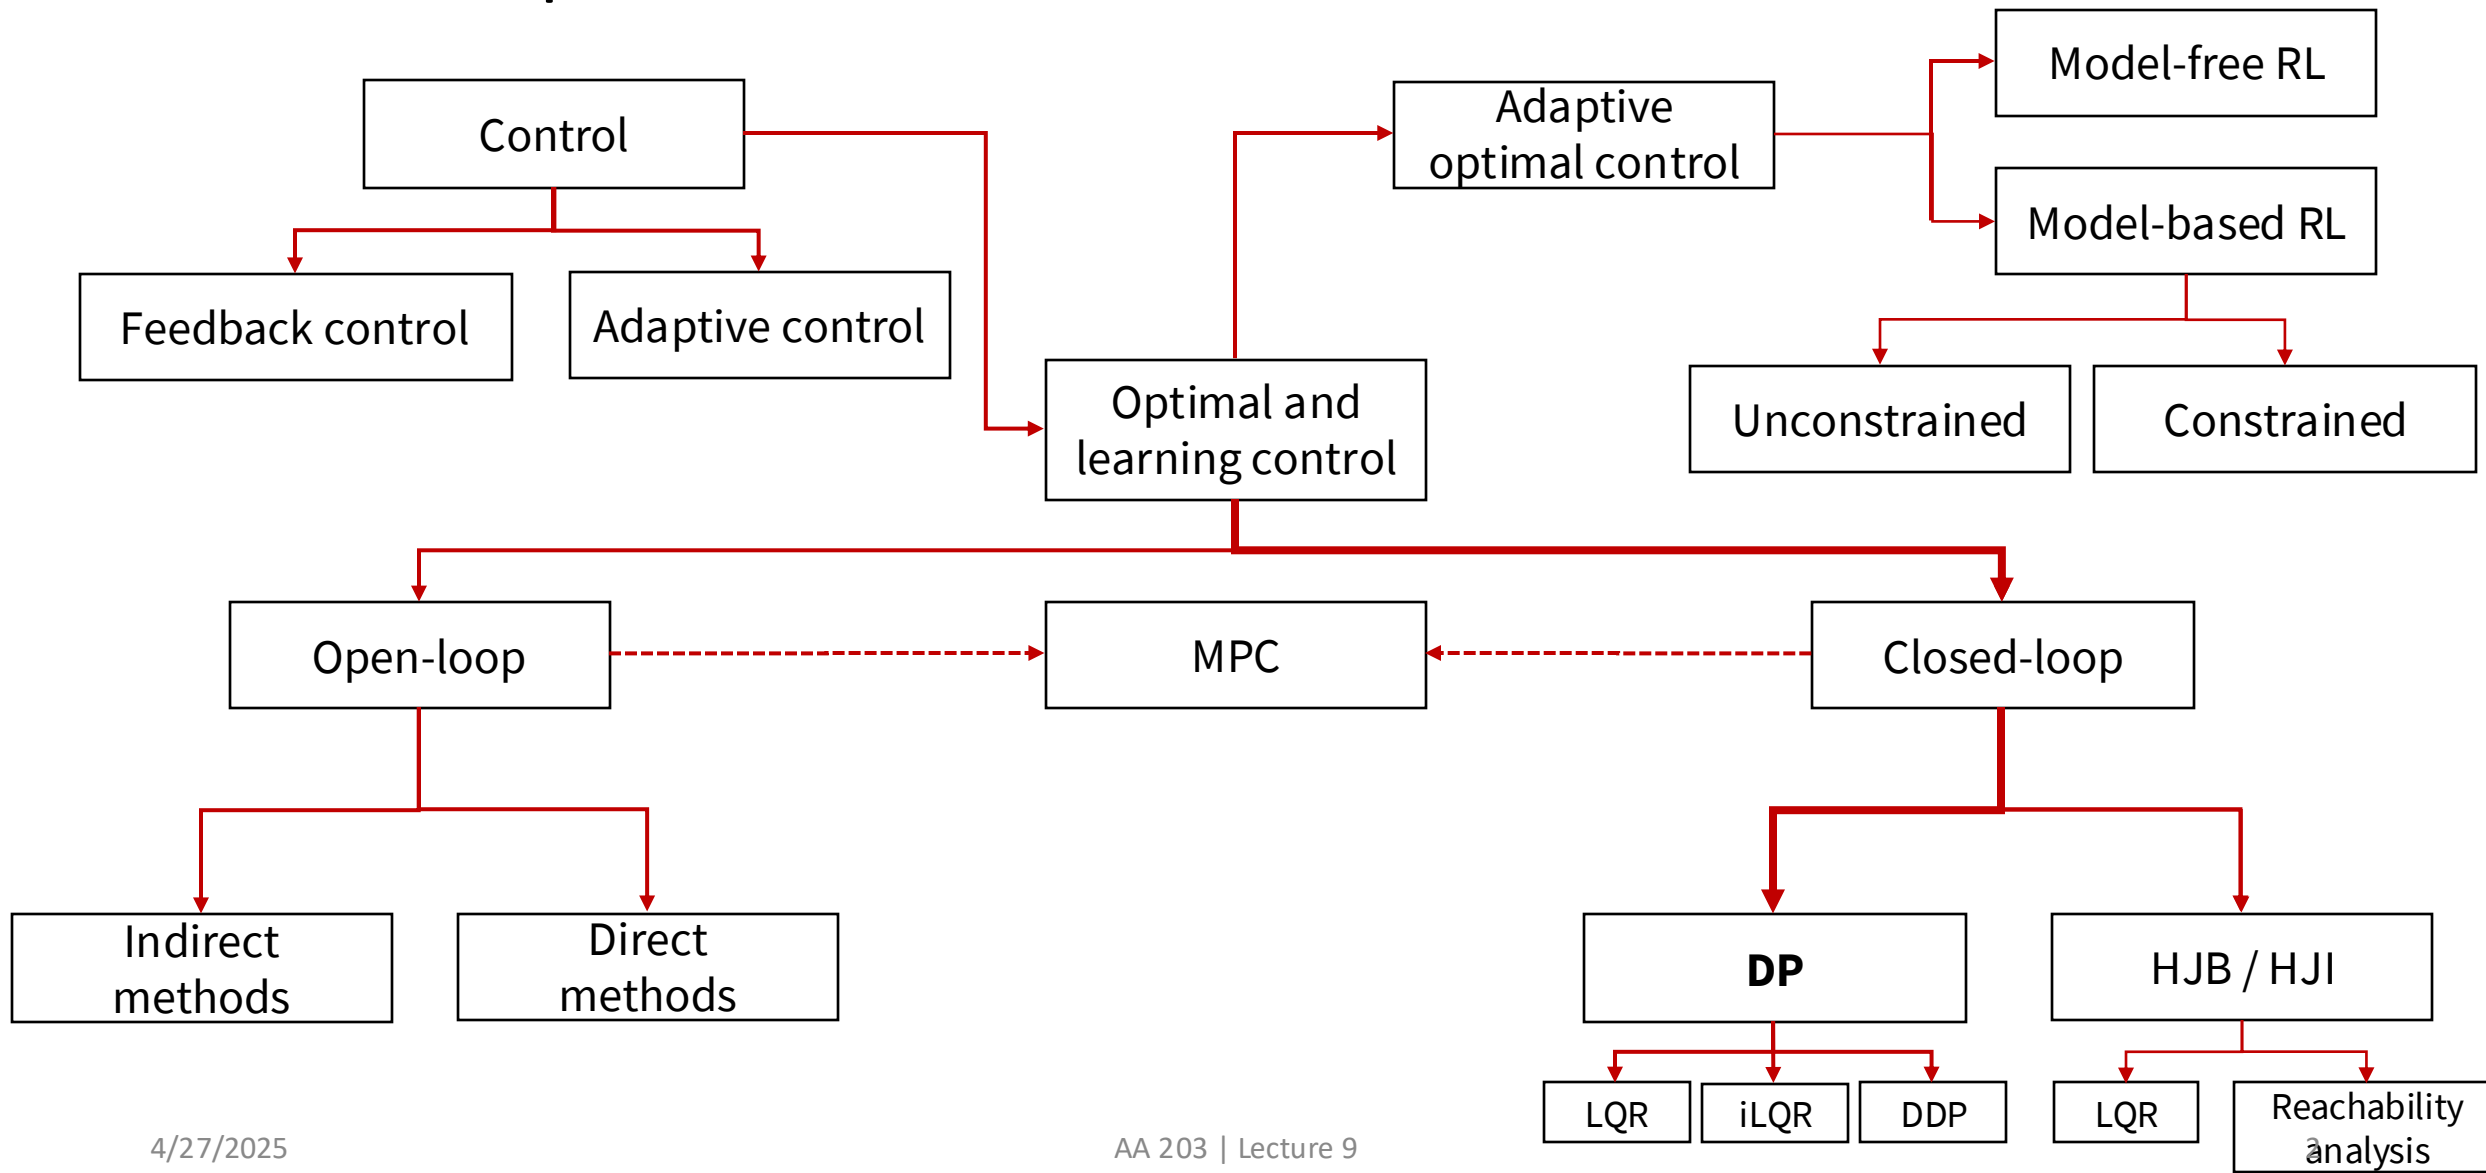 Control
Feedback control
Adaptive control
Optimal and
learning control
Adaptive
optimal control
Model-free RL
Model-based RL
Unconstrained
Constrained
Open-loop
MPC
Closed-loop
Indirect
methods
Direct
methods
DP
HJB / HJI
LQR
iLQR
DDP
LQR
Reachability
analysis
4/27/2025
AA 203 | Lecture 9
2